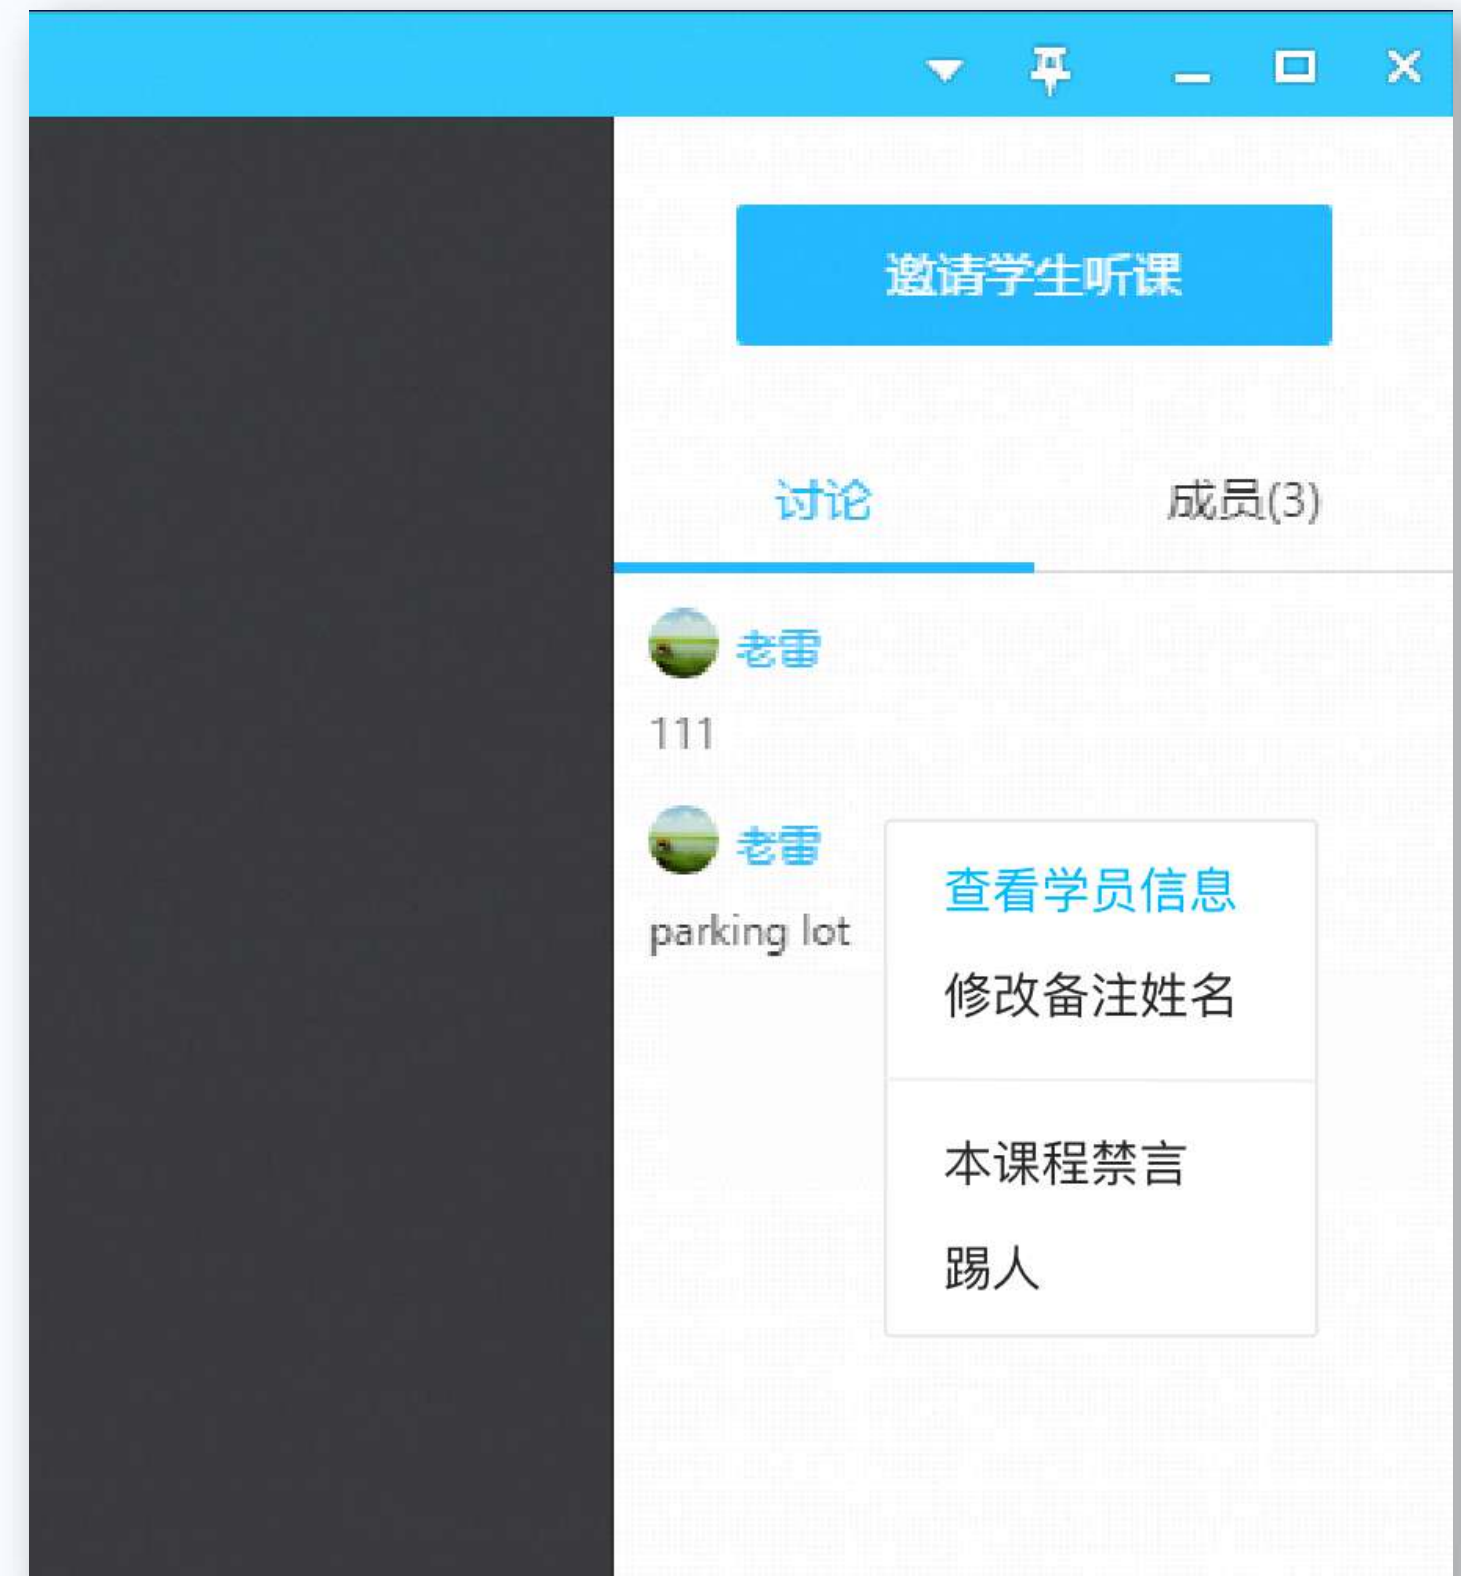 邀请学生听课
讨论 成员(3)
老雷
111
老雷
parking lot
查看学员信息
修改备注姓名
本课程禁言
踢人